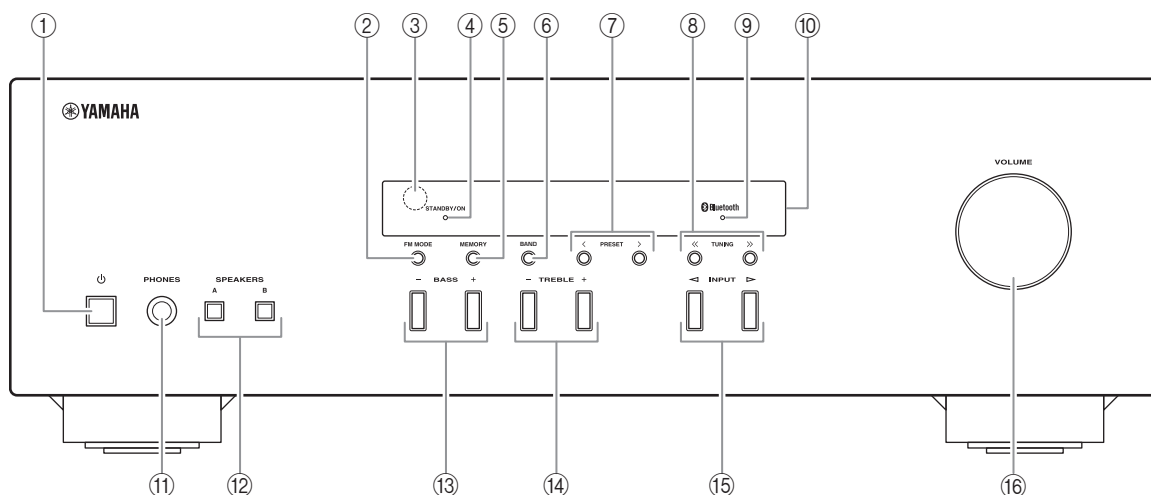 ① ② ③ ④ ⑤ ⑥ ⑦ ⑧ ⑨ ⑩
YAMAHA
VOLUME
STANDBY/ON
Bluetooth
FM MODE MEMORY BAND < PRESET > << TUNING >>
PHONES SPEAKERS − BASS + − TREBLE + ◁ INPUT ▷
A B
⑪ ⑫ ⑬ ⑭ ⑮ ⑯